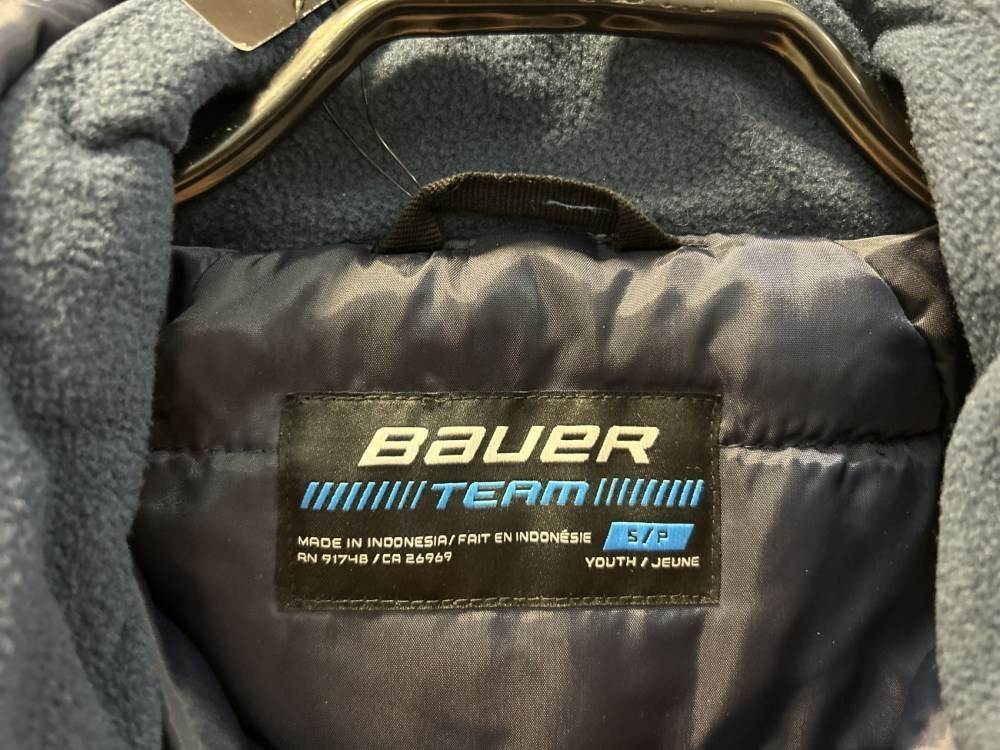 BAUER
TEAM
MADE IN INDONESIA/FAIT EN INDONÉSIE
S/P
RN 91748 / CA 26969
YOUTH / JEUNE